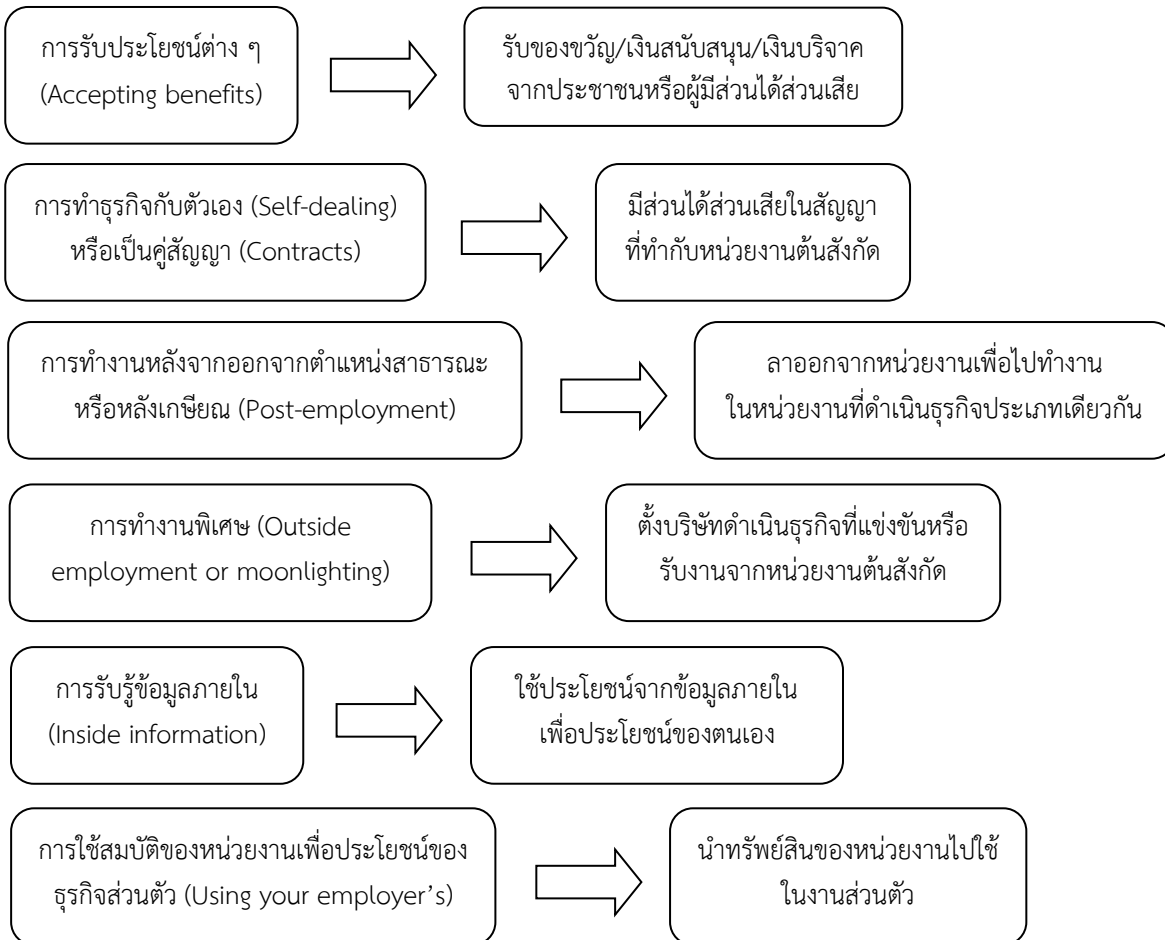 การรับประโยชน์ต่าง ๆ
(Accepting benefits)
รับของขวัญ/เงินสนับสนุน/เงินบริจาค
จากประชาชนหรือผู้มีส่วนได้ส่วนเสีย
การทำธุรกิจกับตัวเอง (Self-dealing)
หรือเป็นคู่สัญญา (Contracts)
มีส่วนได้ส่วนเสียในสัญญา
ที่ทำกับหน่วยงานต้นสังกัด
การทำงานหลังจากออกจากตำแหน่งสาธารณะ
หรือหลังเกษียณ (Post-employment)
ลาออกจากหน่วยงานเพื่อไปทำงาน
ในหน่วยงานที่ดำเนินธุรกิจประเภทเดียวกัน
การทำงานพิเศษ (Outside
employment or moonlighting)
ตั้งบริษัทดำเนินธุรกิจที่แข่งขันหรือ
รับงานจากหน่วยงานต้นสังกัด
การรับรู้ข้อมูลภายใน
(Inside information)
ใช้ประโยชน์จากข้อมูลภายใน
เพื่อประโยชน์ของตนเอง
การใช้สมบัติของหน่วยงานเพื่อประโยชน์ของ
ธุรกิจส่วนตัว (Using your employer’s)
นำทรัพย์สินของหน่วยงานไปใช้
ในงานส่วนตัว